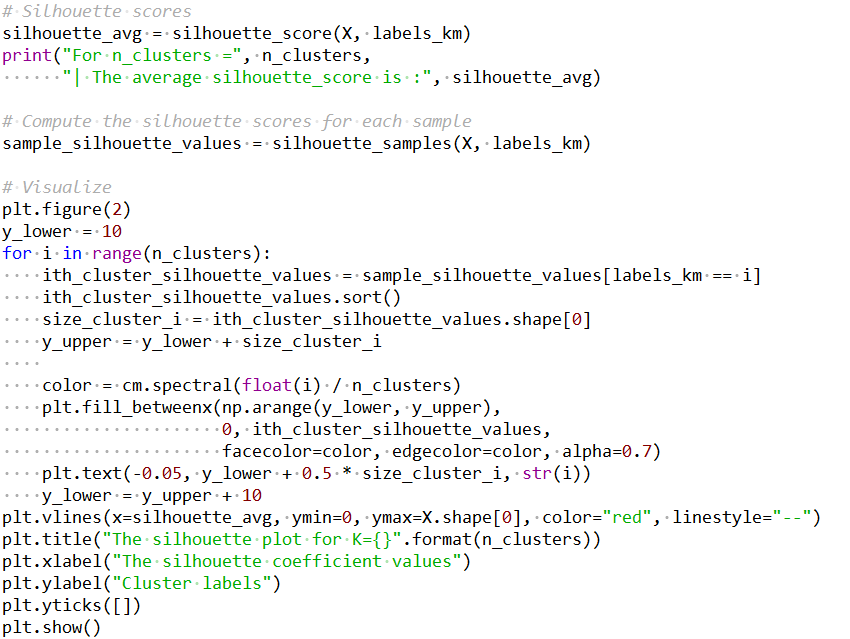 # Silhouette scores
silhouette_avg = silhouette_score(X, labels_km)
print("For n_clusters =", n_clusters,
      "| The average silhouette_score is :", silhouette_avg)

# Compute the silhouette scores for each sample
sample_silhouette_values = silhouette_samples(X, labels_km)

# Visualize
plt.figure(2)
y_lower = 10
for i in range(n_clusters):
    ith_cluster_silhouette_values = sample_silhouette_values[labels_km == i]
    ith_cluster_silhouette_values.sort()
    size_cluster_i = ith_cluster_silhouette_values.shape[0]
    y_upper = y_lower + size_cluster_i
    
    color = cm.spectral(float(i) / n_clusters)
    plt.fill_betweenx(np.arange(y_lower, y_upper),
                      0, ith_cluster_silhouette_values,
                      facecolor=color, edgecolor=color, alpha=0.7)
    plt.text(-0.05, y_lower + 0.5 * size_cluster_i, str(i))
    y_lower = y_upper + 10
plt.vlines(x=silhouette_avg, ymin=0, ymax=X.shape[0], color="red", linestyle="--")
plt.title("The silhouette plot for K={}".format(n_clusters))
plt.xlabel("The silhouette coefficient values")
plt.ylabel("Cluster labels")
plt.yticks([])
plt.show()